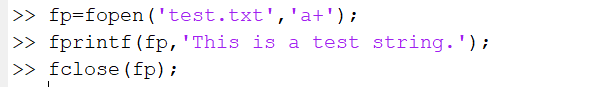 >> fp=fopen('test.txt','a+');
>> fprintf(fp,'This is a test string.');
>> fclose(fp);